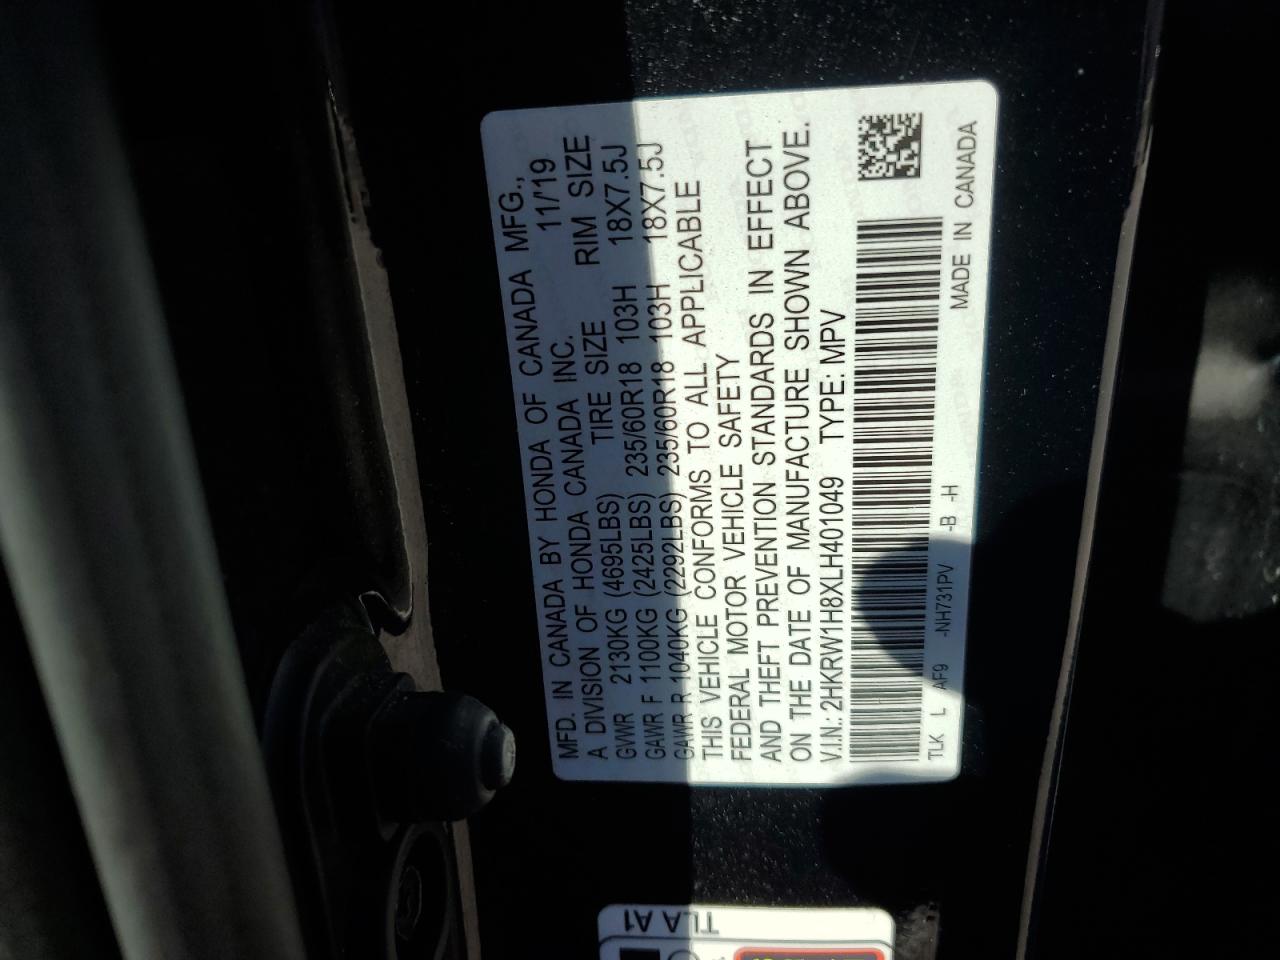 MFD. IN CANADA BY HONDA OF CANADA MFG.,
A DIVISION OF HONDA CANADA INC. 11/'19
GVWR 2130KG (4695LBS) TIRE SIZE RIM SIZE
GAWR F 1100KG (2425LBS) 235/60R18 103H 18X7.5J
GAWR R 1040KG (2292LBS) 235/60R18 103H 18X7.5J
THIS VEHICLE CONFORMS TO ALL APPLICABLE
FEDERAL MOTOR VEHICLE SAFETY
AND THEFT PREVENTION STANDARDS IN EFFECT
ON THE DATE OF MANUFACTURE SHOWN ABOVE.
V.I.N.: 2HKRW1H8XLH401049 TYPE: MPV
TLK L AF9 -NH731PV -B -H MADE IN CANADA
TLA A1